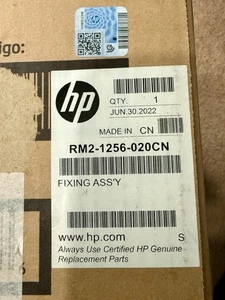 igo:
hp
QTY. 1
JUN.30.2022
MADE IN CN
RM2-1256-020CN
FIXING ASS'Y
www.hp.com S
Always Use Certified HP Genuine
Replacement Parts